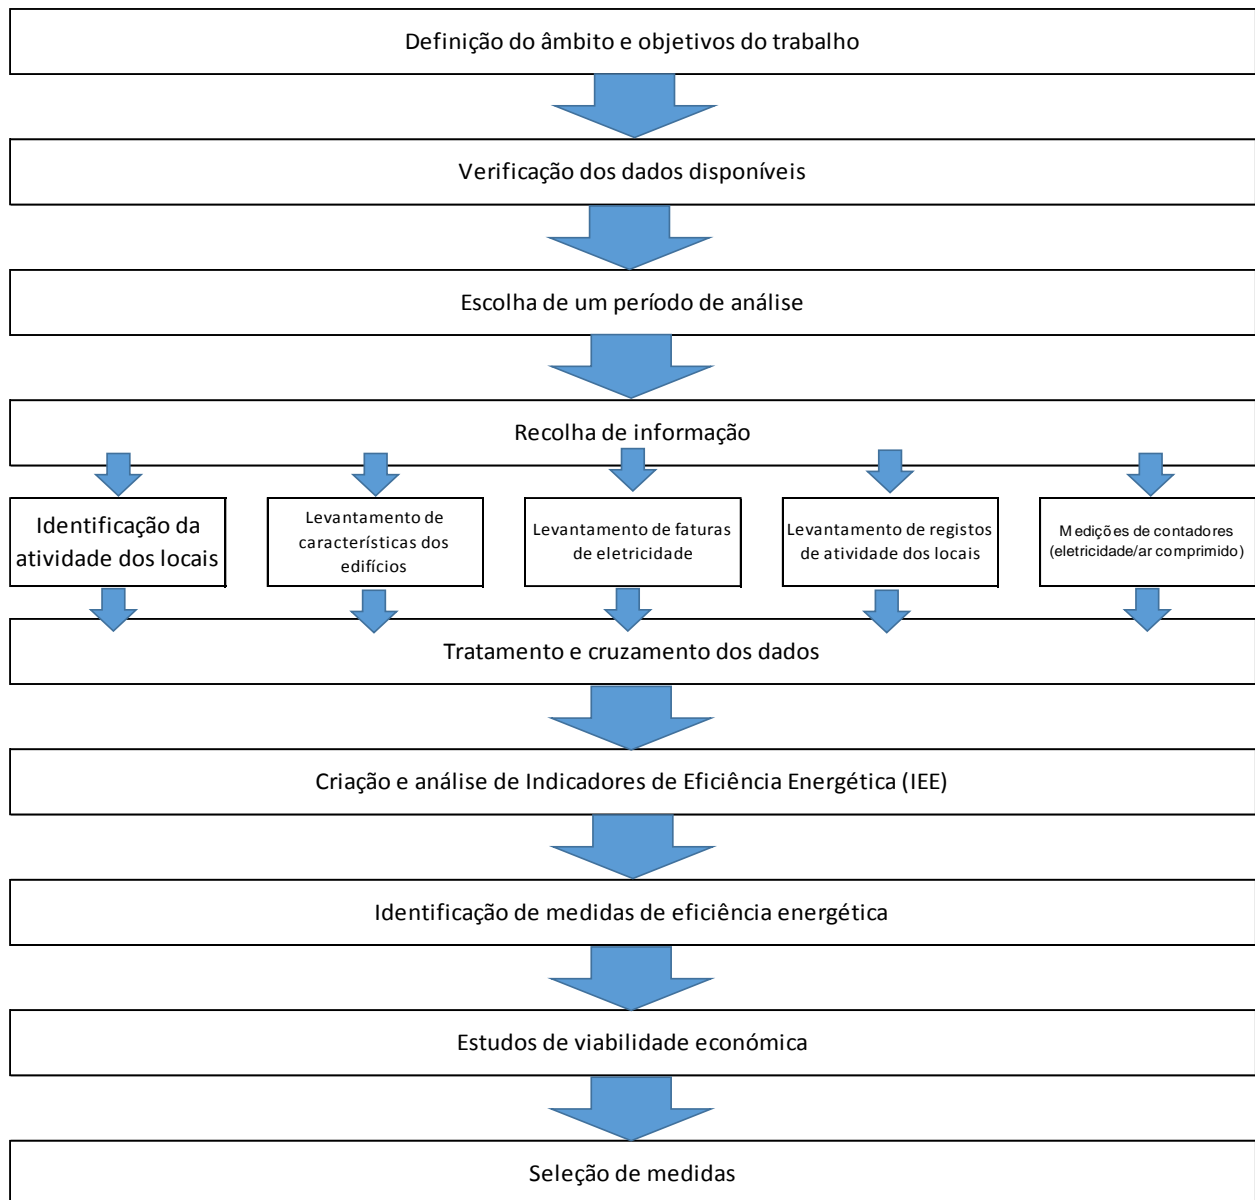 Definição do âmbito e objetivos do trabalho
Verificação dos dados disponíveis
Escolha de um período de análise
Recolha de informação
Identificação da
atividade dos locais
Levantamento de
características dos
edifícios
Levantamento de faturas
de eletricidade
Levantamento de registos
de atividade dos locais
Medições de contadores
(eletricidade/ar comprimido)
Tratamento e cruzamento dos dados
Criação e análise de Indicadores de Eficiência Energética (IEE)
Identificação de medidas de eficiência energética
Estudos de viabilidade económica
Seleção de medidas